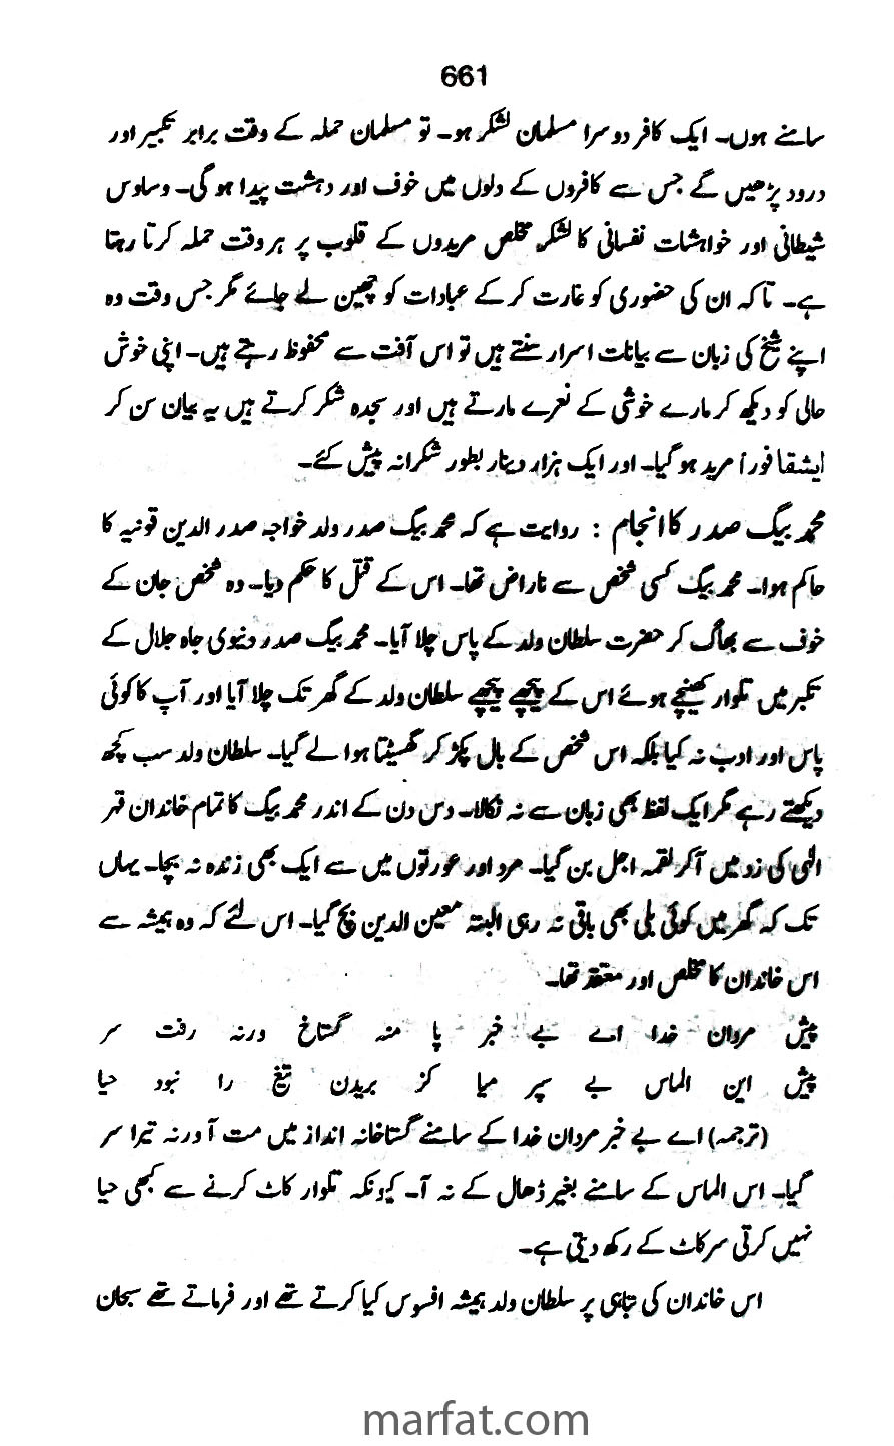 661
سامنے ہوں۔ ایک کافر دوسرا مسلمان لشکر ہو۔ تو مسلمان حملہ کے وقت برابر تکبیر اور
درود پڑھیں گے جس سے کافروں کے دلوں میں خوف اور دہشت پیدا ہو گی۔ وساوس
شیطانی اور خواہشات نفسانی کا لشکر مخلص مریدوں کے قلوب پر ہر وقت حملہ کرتا رہتا
ہے۔ تاکہ ان کی حضوری کو غارت کر کے عبادات کو چھین لے جائے مگر جس وقت وہ
اپنے شیخ کی زبان سے بیانات اسرار سنتے ہیں تو اس آفت سے محفوظ رہتے ہیں۔ اپنی خوش
حالی کو دیکھ کر مارے خوشی کے نعرے مارتے ہیں اور سجدہ شکر کرتے ہیں یہ بیان سن کر
ایشقا فوراً مرید ہو گیا۔ اور ایک ہزار دینار بطور شکرانہ پیش کئے۔
محمد بیگ صدر کا انجام : روایت ہے کہ محمد بیگ صدر ولد خواجہ صدر الدین قونیہ کا
حاکم ہوا۔ محمد بیگ کسی شخص سے ناراض تھا۔ اس کے قتل کا حکم دیا۔ وہ شخص جان کے
خوف سے بھاگ کر حضرت سلطان ولد کے پاس چلا آیا۔ محمد بیگ صدر دنیوی جاہ جلال کے
تکبر میں تلوار کھینچے ہوئے اس کے پیچھے پیچھے سلطان ولد کے گھر تک چلا آیا اور آپ کا کوئی
پاس اور ادب نہ کیا بلکہ اس شخص کے بال پکڑ کر گھسیٹتا ہوا لے گیا۔ سلطان ولد سب کچھ
دیکھتے رہے مگر ایک لفظ بھی زبان سے نہ نکالا۔ دس دن کے اندر محمد بیگ کا تمام خاندان قہر
الٰہی کی زد میں آکر لقمہ اجل بن گیا۔ مرد اور عورتوں میں سے ایک بھی زندہ نہ بچا۔ یہاں
تک کہ گھر میں کوئی بلی بھی باقی نہ رہی البتہ معین الدین بچ گیا۔ اس لئے کہ وہ ہمیشہ سے
اس خاندان کا مخلص اور معتقد تھا۔
پیش مردان خدا اے بے خبر پا منہ گستاخ ورنہ رفت سر
پیش این الماس بے سپر میا کز بریدن تیغ را نبود حیا
(ترجمہ) اے بے خبر مردان خدا کے سامنے گستاخانہ انداز میں مت آ ورنہ تیرا سر
گیا۔ اس الماس کے سامنے بغیر ڈھال کے نہ آ۔ کیونکہ تلوار کاٹ کرنے سے کبھی حیا
نہیں کرتی سر کاٹ کے رکھ دیتی ہے۔
اس خاندان کی تباہی پر سلطان ولد ہمیشہ افسوس کیا کرتے تھے اور فرماتے تھے سبحان
marfat.com